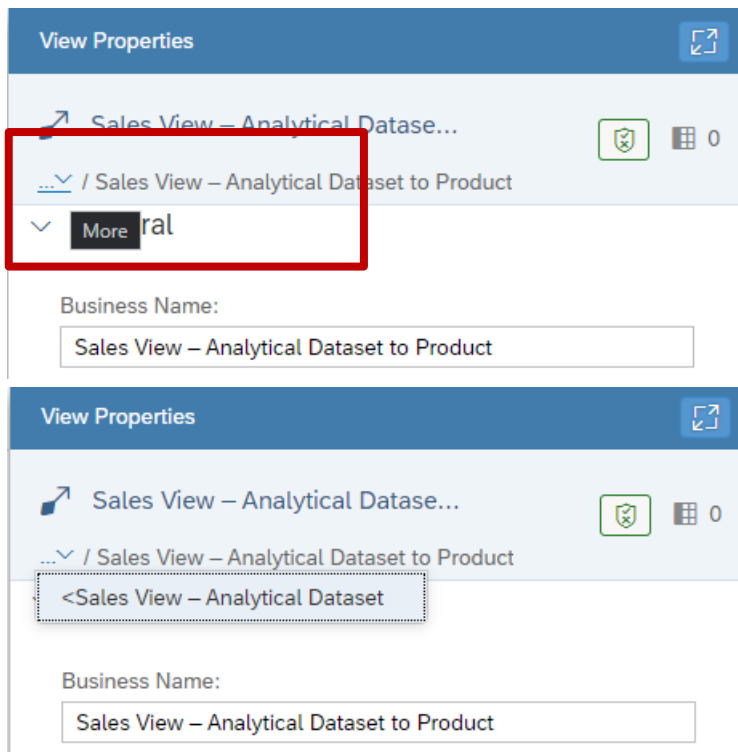 View Properties
Sales View – Analytical Datase...
0
... / Sales View – Analytical Dataset to Product
More ral
Business Name:
Sales View – Analytical Dataset to Product
View Properties
Sales View – Analytical Datase...
0
... / Sales View – Analytical Dataset to Product
<Sales View – Analytical Dataset
Business Name:
Sales View – Analytical Dataset to Product